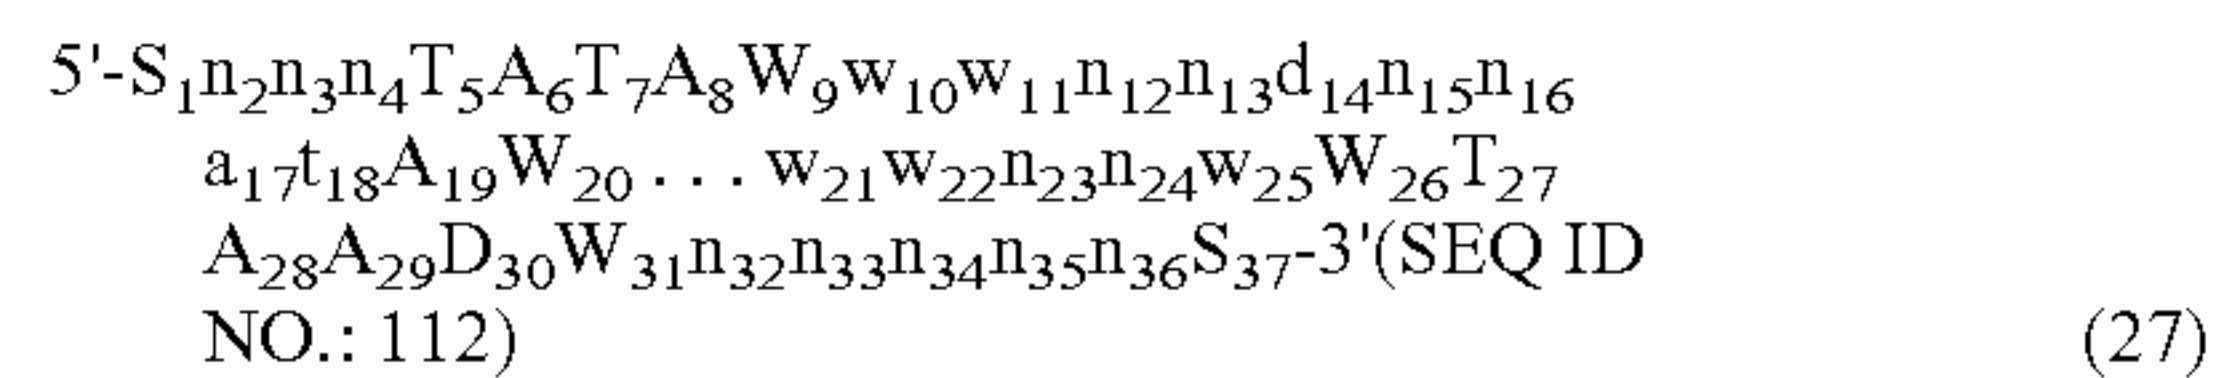 5'-S₁n₂n₃n₄T₅A₆T₇A₈W₉w₁₀w₁₁n₁₂n₁₃d₁₄n₁₅n₁₆
a₁₇t₁₈A₁₉W₂₀ . . . w₂₁w₂₂n₂₃n₂₄w₂₅W₂₆T₂₇
A₂₈A₂₉D₃₀W₃₁n₃₂n₃₃n₃₄n₃₅n₃₆S₃₇-3'(SEQ ID
NO.: 112) (27)